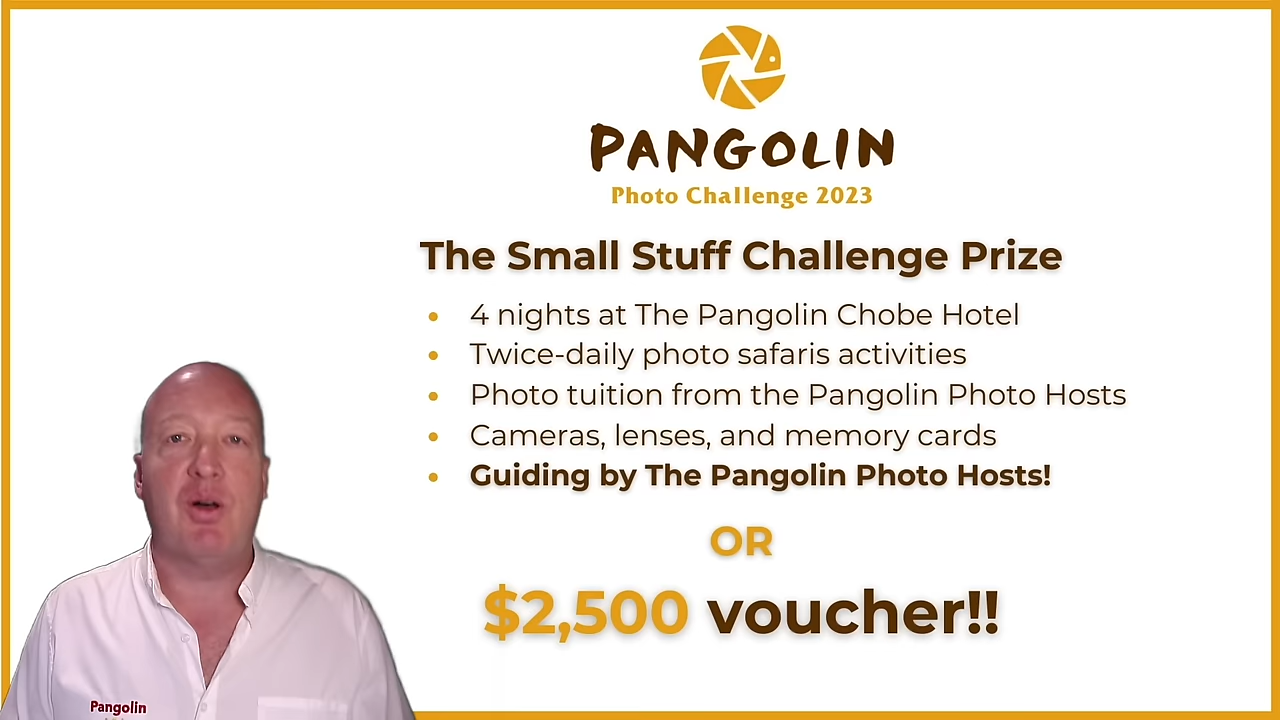 PANGOLIN
Photo Challenge 2023
The Small Stuff Challenge Prize
• 4 nights at The Pangolin Chobe Hotel
• Twice-daily photo safaris activities
• Photo tuition from the Pangolin Photo Hosts
• Cameras, lenses, and memory cards
• Guiding by The Pangolin Photo Hosts!
OR
$2,500 voucher!!
Pangolin